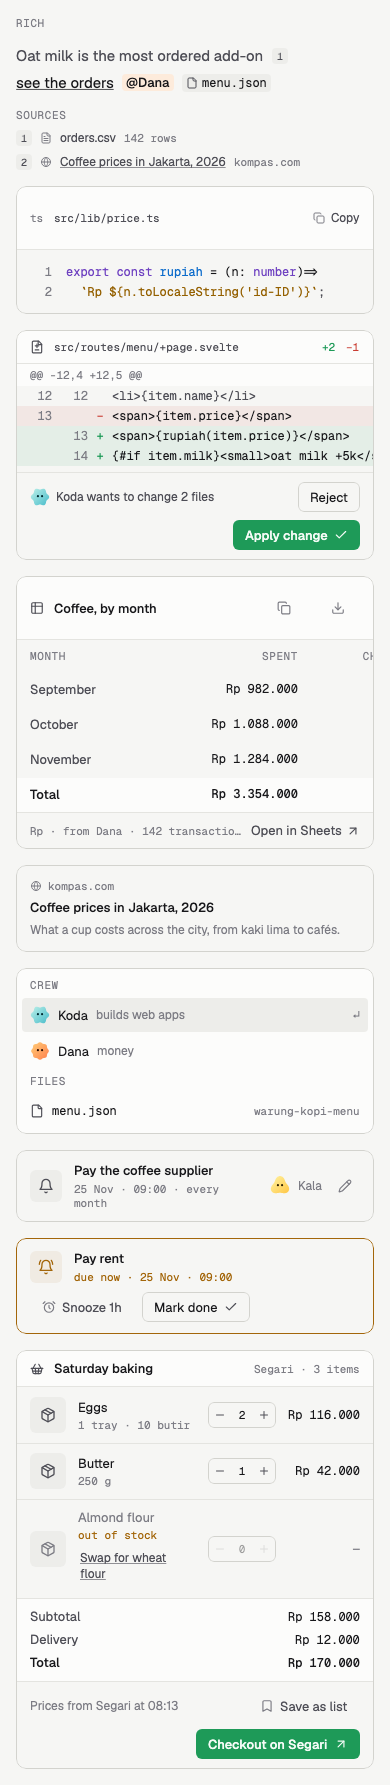 RICH
Oat milk is the most ordered add-on 1
see the orders @Dana menu.json
SOURCES
1 orders.csv 142 rows
2 Coffee prices in Jakarta, 2026 kompas.com
ts src/lib/price.ts Copy
1 export const rupiah = (n: number)=>
2 `Rp ${n.toLocaleString('id-ID')}`;
src/routes/menu/+page.svelte +2 −1
@@ -12,4 +12,5 @@
12 12 <li>{item.name}</li>
13 − <span>{item.price}</span>
13 + <span>{rupiah(item.price)}</span>
14 + {#if item.milk}<small>oat milk +5k</s
Koda wants to change 2 files Reject
Apply change
Coffee, by month
MONTH SPENT CH
September Rp 982.000
October Rp 1.088.000
November Rp 1.284.000
Total Rp 3.354.000
Rp · from Dana · 142 transactio… Open in Sheets
kompas.com
Coffee prices in Jakarta, 2026
What a cup costs across the city, from kaki lima to cafés.
CREW
Koda builds web apps
Dana money
FILES
menu.json warung-kopi-menu
Pay the coffee supplier
25 Nov · 09:00 · every
month
Kala
Pay rent
due now · 25 Nov · 09:00
Snooze 1h Mark done
Saturday baking Segari · 3 items
Eggs
1 tray · 10 butir
− 2 + Rp 116.000
Butter
250 g
− 1 + Rp 42.000
Almond flour
out of stock
Swap for wheat
flour
− 0 + –
Subtotal Rp 158.000
Delivery Rp 12.000
Total Rp 170.000
Prices from Segari at 08:13 Save as list
Checkout on Segari